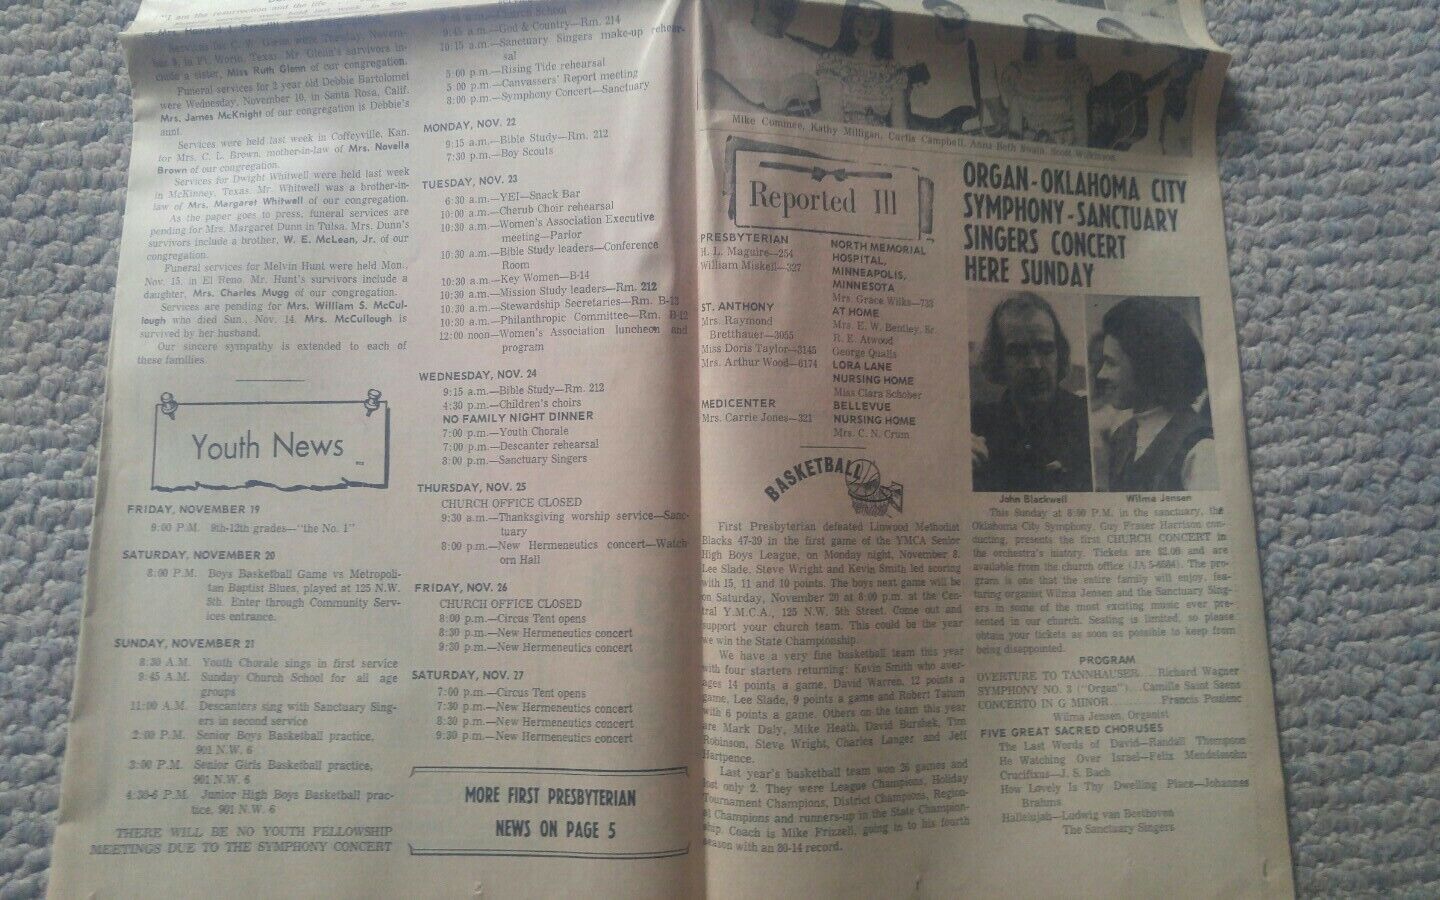 "I am the resurrection and the life
Services for C. W. Glenn were Tuesday, Novem-
ber 9, in Ft. Worth, Texas. Mr. Glenn's survivors in-
clude a sister, Miss Ruth Glenn of our congregation.
Funeral services for 2 year old Debbie Bartolomei
were Wednesday, November 10, in Santa Rosa, Calif.
Mrs. James McKnight of our congregation is Debbie's
aunt.
Services were held last week in Coffeyville, Kan.
for Mrs. C. L. Brown, mother-in-law of Mrs. Novella
Brown of our congregation.
Services for Dwight Whitwell were held last week
in McKinney, Texas. Mr. Whitwell was a brother-in-
law of Mrs. Margaret Whitwell of our congregation.
As the paper goes to press, funeral services are
pending for Mrs. Margaret Dunn in Tulsa. Mrs. Dunn's
survivors include a brother, W. E. McLean, Jr. of our
congregation.
Funeral services for Melvin Hunt were held Mon.,
Nov. 15, in El Reno. Mr. Hunt's survivors include a
daughter, Mrs. Charles Mugg of our congregation.
Services are pending for Mrs. William S. McCul-
lough who died Sun., Nov. 14. Mrs. McCullough is
survived by her husband.
Our sincere sympathy is extended to each of
these families.
Youth News
FRIDAY, NOVEMBER 19
9:00 P.M. 9th-12th grades—"the No. 1"
SATURDAY, NOVEMBER 20
8:00 P.M. Boys Basketball Game vs Metropoli-
tan Baptist Blues, played at 125 N.W.
5th. Enter through Community Serv-
ices entrance.
SUNDAY, NOVEMBER 21
8:30 A.M. Youth Chorale sings in first service
9:45 A.M. Sunday Church School for all age
groups
11:00 A.M. Descanters sing with Sanctuary Sing-
ers in second service
2:00 P.M. Senior Boys Basketball practice,
901 N.W. 6
3:00 P.M. Senior Girls Basketball practice,
901 N.W. 6
4:30-6 P.M. Junior High Boys Basketball prac-
tice, 901 N.W. 6
THERE WILL BE NO YOUTH FELLOWSHIP
MEETINGS DUE TO THE SYMPHONY CONCERT
9:45 a.m.—Church School
9:45 a.m.—God & Country—Rm. 214
10:15 a.m.—Sanctuary Singers make-up rehear-
sal
5:00 p.m.—Rising Tide rehearsal
5:00 p.m.—Canvassers' Report meeting
8:00 p.m.—Symphony Concert—Sanctuary
MONDAY, NOV. 22
9:15 a.m.—Bible Study—Rm. 212
7:30 p.m.—Boy Scouts
TUESDAY, NOV. 23
6:30 a.m.—YEI—Snack Bar
10:00 a.m.—Cherub Choir rehearsal
10:30 a.m.—Women's Association Executive
meeting—Parlor
10:30 a.m.—Bible Study leaders—Conference
Room
10:30 a.m.—Key Women—B-14
10:30 a.m.—Mission Study leaders—Rm. 212
10:30 a.m.—Stewardship Secretaries—Rm. B-13
10:30 a.m.—Philanthropic Committee—Rm. B-12
12:00 noon—Women's Association luncheon and
program
WEDNESDAY, NOV. 24
9:15 a.m.—Bible Study—Rm. 212
4:30 p.m.—Children's choirs
NO FAMILY NIGHT DINNER
7:00 p.m.—Youth Chorale
7:00 p.m.—Descanter rehearsal
8:00 p.m.—Sanctuary Singers
THURSDAY, NOV. 25
CHURCH OFFICE CLOSED
9:30 a.m.—Thanksgiving worship service—Sanc-
tuary
8:00 p.m.—New Hermeneutics concert—Watch-
orn Hall
FRIDAY, NOV. 26
CHURCH OFFICE CLOSED
8:00 p.m.—Circus Tent opens
8:30 p.m.—New Hermeneutics concert
9:30 p.m.—New Hermeneutics concert
SATURDAY, NOV. 27
7:00 p.m.—Circus Tent opens
7:30 p.m.—New Hermeneutics concert
8:30 p.m.—New Hermeneutics concert
9:30 p.m.—New Hermeneutics concert
MORE FIRST PRESBYTERIAN
NEWS ON PAGE 5
Mike Commee, Kathy Milligan, Curtis Campbell, Anna Beth Swain, Scott Wilkinson
Reported Ill
PRESBYTERIAN
H. L. Maguire—254
William Miskell—327
ST. ANTHONY
Mrs. Raymond
Bretthauer—3055
Miss Doris Taylor—3145
Mrs. Arthur Wood—6174
MEDICENTER
Mrs. Carrie Jones—321
NORTH MEMORIAL
HOSPITAL,
MINNEAPOLIS,
MINNESOTA
Mrs. Grace Wilks—733
AT HOME
Mrs. E. W. Bentley, Sr.
R. E. Atwood
George Qualls
LORA LANE
NURSING HOME
Miss Clara Schober
BELLEVUE
NURSING HOME
Mrs. C. N. Crum
BASKETBALL
First Presbyterian defeated Linwood Methodist
Blacks 47-39 in the first game of the YMCA Senior
High Boys League, on Monday night, November 8.
Lee Slade, Steve Wright and Kevin Smith led scoring
with 15, 11 and 10 points. The boys next game will be
on Saturday, November 20 at 8:00 p.m. at the Cen-
tral Y.M.C.A., 125 N.W. 5th Street. Come out and
support your church team. This could be the year
we win the State Championship.
We have a very fine basketball team this year
with four starters returning: Kevin Smith who aver-
ages 14 points a game, David Warren, 12 points a
game, Lee Slade, 9 points a game and Robert Tatum
with 6 points a game. Others on the team this year
are Mark Daly, Mike Heath, David Burshek, Tim
Robinson, Steve Wright, Charles Langer and Jeff
Hartpence.
Last year's basketball team won 26 games and
lost only 2. They were League Champions, Holiday
Tournament Champions, District Champions, Region-
al Champions and runners-up in the State Champion-
ship. Coach is Mike Frizzell, going in to his fourth
season with an 80-14 record.
ORGAN-OKLAHOMA CITY
SYMPHONY-SANCTUARY
SINGERS CONCERT
HERE SUNDAY
John Blackwell Wilma Jensen
This Sunday at 8:00 P.M. in the sanctuary, the
Oklahoma City Symphony, Guy Fraser Harrison con-
ducting, presents the first CHURCH CONCERT in
the orchestra's history. Tickets are $2.00 and are
available from the church office (JA 5-6584). The pro-
gram is one that the entire family will enjoy, fea-
turing organist Wilma Jensen and the Sanctuary Sing-
ers in some of the most exciting music ever pre-
sented in our church. Seating is limited, so please
obtain your tickets as soon as possible to keep from
being disappointed.
PROGRAM
OVERTURE TO TANNHAUSER... Richard Wagner
SYMPHONY NO. 3 ("Organ")... Camille Saint Saens
CONCERTO IN G MINOR... Francis Poulenc
Wilma Jensen, Organist
FIVE GREAT SACRED CHORUSES
The Last Words of David—Randall Thompson
He Watching Over Israel—Felix Mendelssohn
Crucifixus—J. S. Bach
How Lovely Is Thy Dwelling Place—Johannes
Brahms
Hallelujah—Ludwig van Beethoven
The Sanctuary Singers